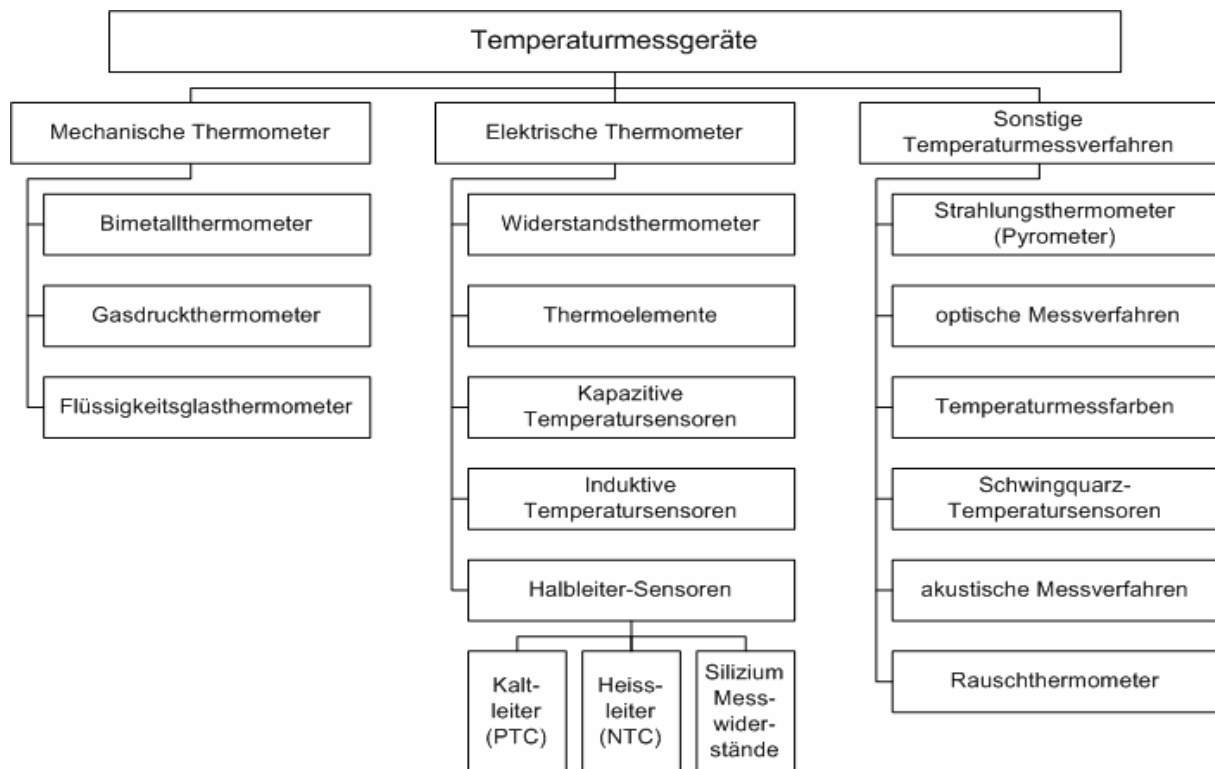 Temperaturmessgeräte
Mechanische Thermometer
Bimetallthermometer
Gasdruckthermometer
Flüssigkeitsglasthermometer
Elektrische Thermometer
Widerstandsthermometer
Thermoelemente
Kapazitive
Temperatursensoren
Induktive
Temperatursensoren
Halbleiter-Sensoren
Kalt-
leiter
(PTC)
Heiss-
leiter
(NTC)
Silizium
Mess-
wider-
stände
Sonstige
Temperaturmessverfahren
Strahlungsthermometer
(Pyrometer)
optische Messverfahren
Temperaturmessfarben
Schwingquarz-
Temperatursensoren
akustische Messverfahren
Rauschthermometer